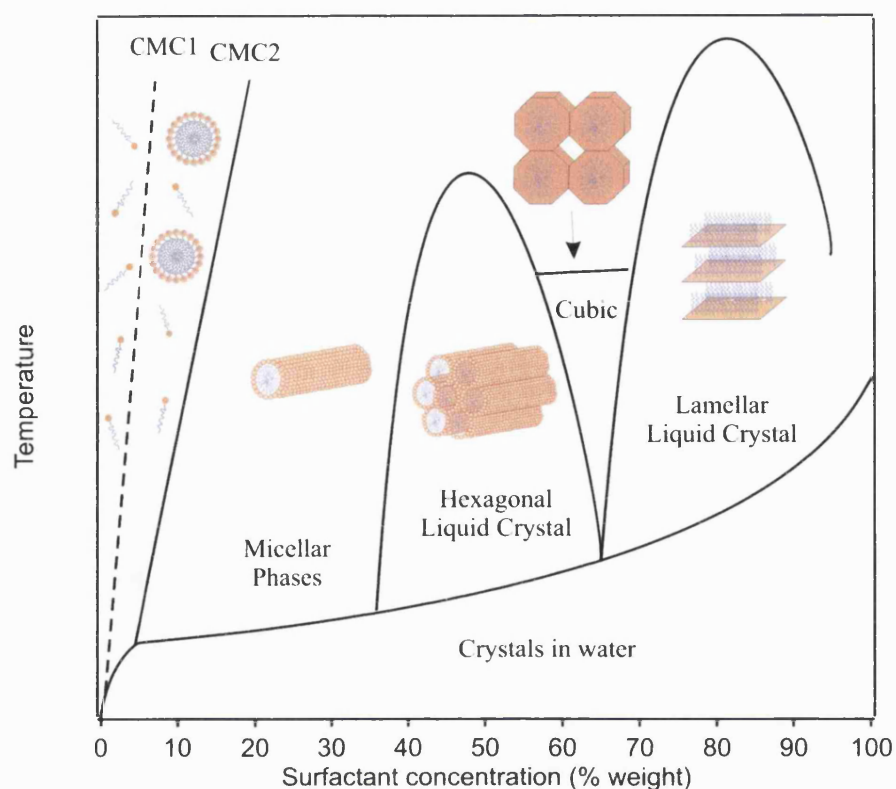 CMC1
CMC2
Cubic
Lamellar
Liquid Crystal
Hexagonal
Liquid Crystal
Micellar
Phases
Crystals in water
Temperature
0 10 20 30 40 50 60 70 80 90 100
Surfactant concentration (% weight)